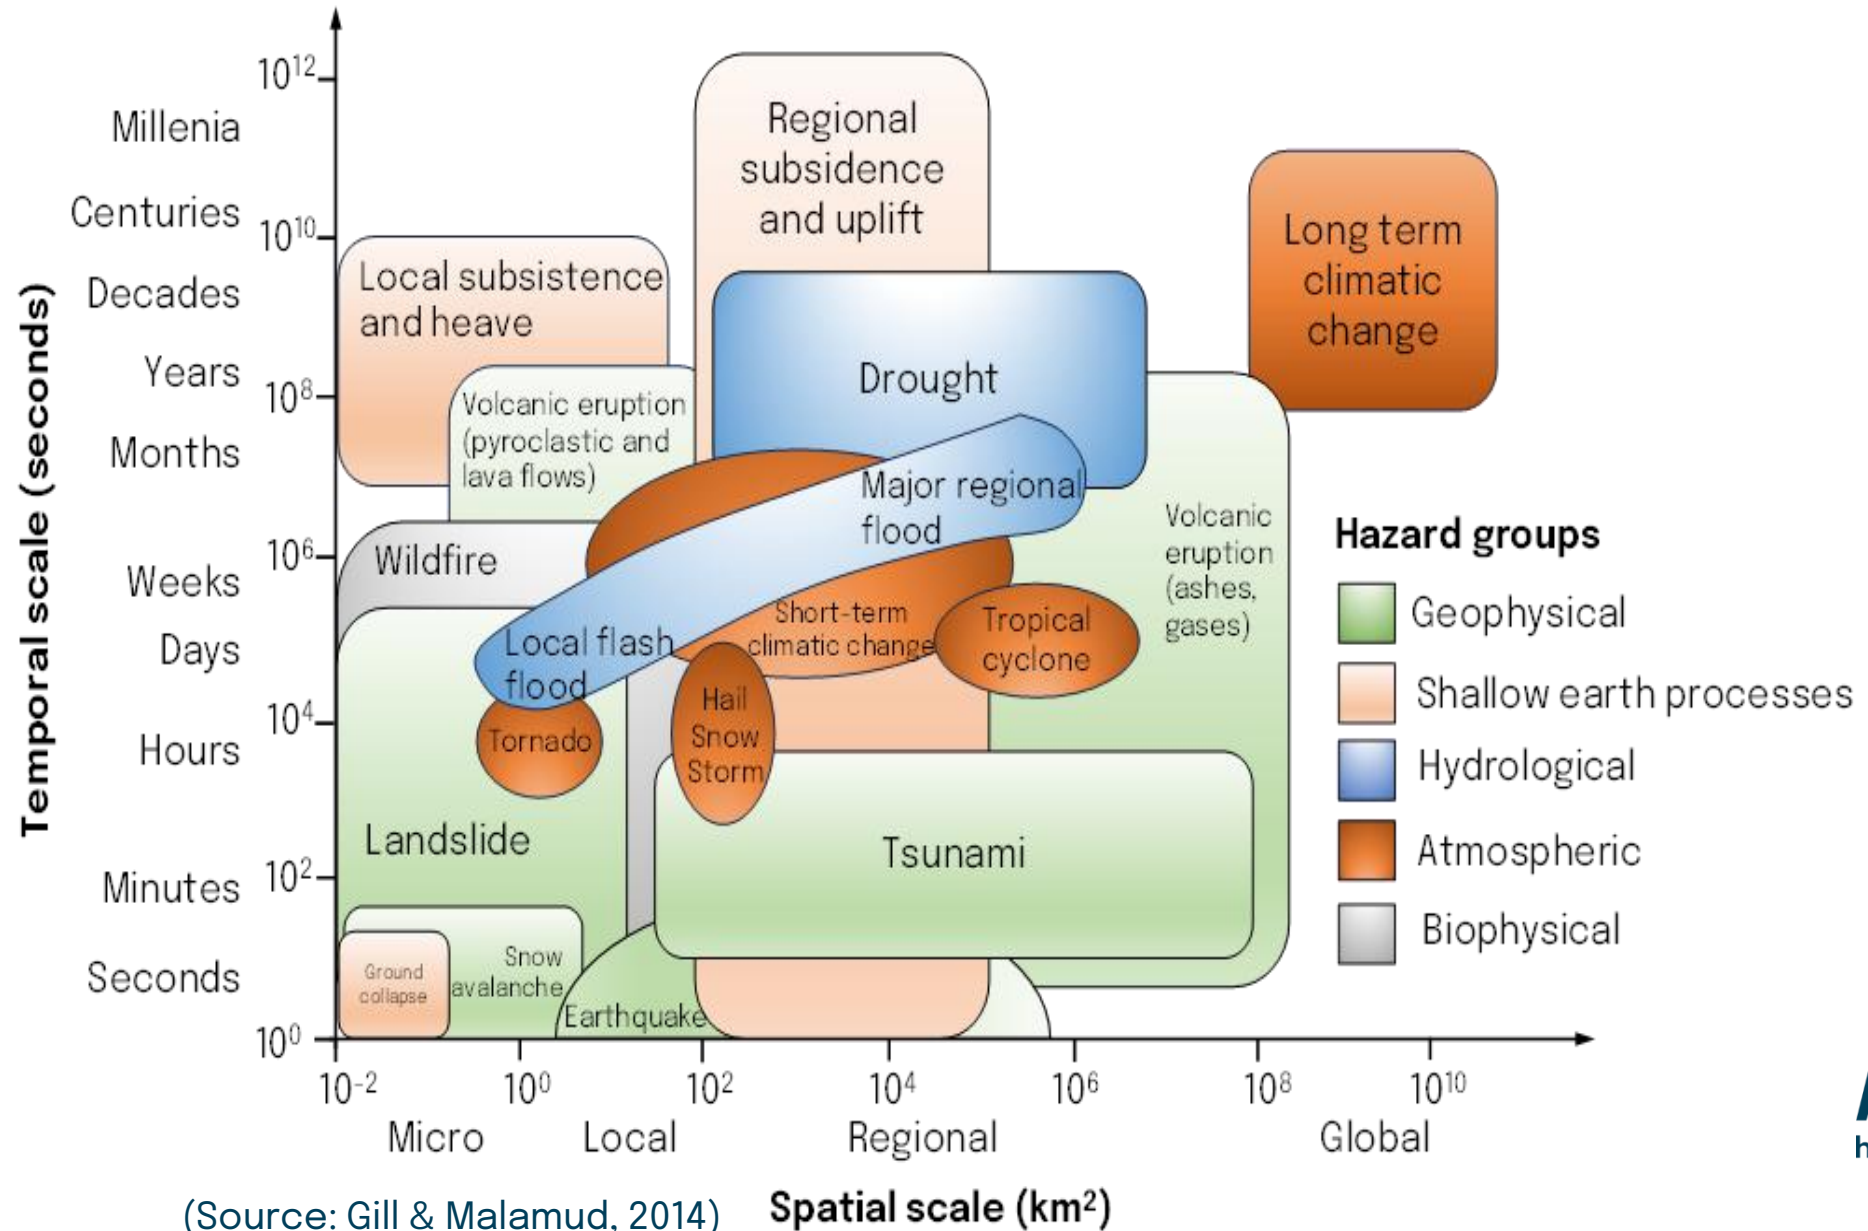 Temporal scale (seconds)
Millenia
Centuries
Decades
Years
Months
Weeks
Days
Hours
Minutes
Seconds
10¹²
10¹⁰
10⁸
10⁶
10⁴
10²
10⁰
Regional
subsidence
and uplift
Long term
climatic
change
Local subsistence
and heave
Drought
Volcanic eruption
(pyroclastic and
lava flows)
Major regional
flood
Volcanic
eruption
(ashes,
gases)
Wildfire
Short-term
climatic change
Tropical
cyclone
Local flash
flood
Hail
Snow
Storm
Tornado
Landslide
Tsunami
Snow
avalanche
Ground
collapse
Earthquake
Hazard groups
Geophysical
Shallow earth processes
Hydrological
Atmospheric
Biophysical
10⁻² 10⁰ 10² 10⁴ 10⁶ 10⁸ 10¹⁰
Micro Local Regional Global
Spatial scale (km²)
(Source: Gill & Malamud, 2014)